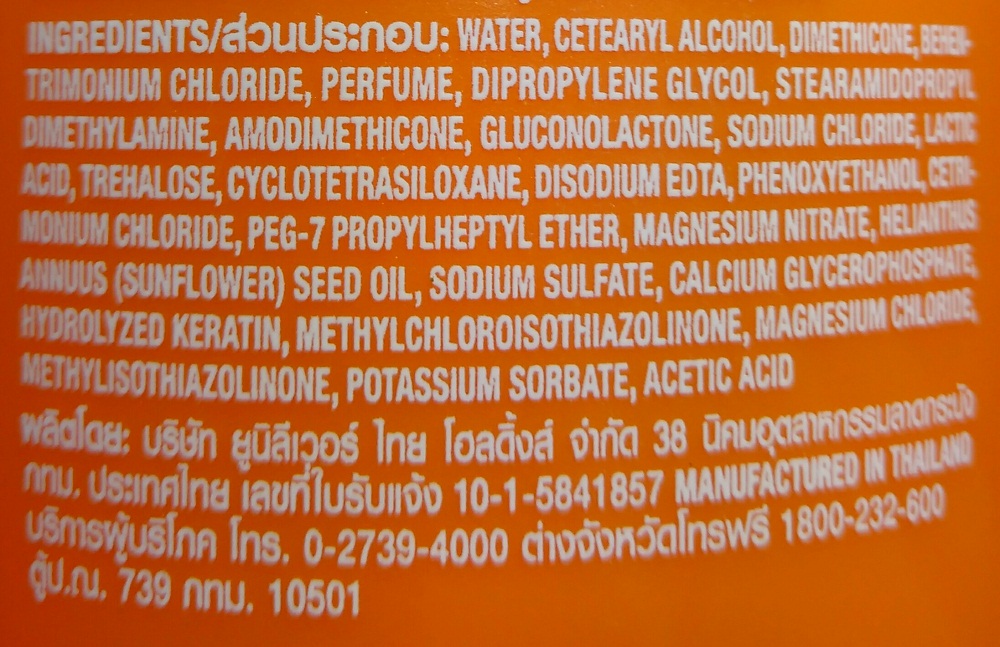 INGREDIENTS/ส่วนประกอบ: WATER, CETEARYL ALCOHOL, DIMETHICONE, BEHEN-
TRIMONIUM CHLORIDE, PERFUME, DIPROPYLENE GLYCOL, STEARAMIDOPROPYL
DIMETHYLAMINE, AMODIMETHICONE, GLUCONOLACTONE, SODIUM CHLORIDE, LACTIC
ACID, TREHALOSE, CYCLOTETRASILOXANE, DISODIUM EDTA, PHENOXYETHANOL, CETRI-
MONIUM CHLORIDE, PEG-7 PROPYLHEPTYL ETHER, MAGNESIUM NITRATE, HELIANTHUS
ANNUUS (SUNFLOWER) SEED OIL, SODIUM SULFATE, CALCIUM GLYCEROPHOSPHATE,
HYDROLYZED KERATIN, METHYLCHLOROISOTHIAZOLINONE, MAGNESIUM CHLORIDE,
METHYLISOTHIAZOLINONE, POTASSIUM SORBATE, ACETIC ACID
ผลิตโดย: บริษัท ยูนิลีเวอร์ ไทย โฮลดิ้งส์ จำกัด 38 นิคมอุตสาหกรรมลาดกระบัง
กทม. ประเทศไทย เลขที่ใบรับแจ้ง 10-1-5841857 MANUFACTURED IN THAILAND
บริการผู้บริโภค โทร. 0-2739-4000 ต่างจังหวัดโทรฟรี 1800-232-600
ตู้ป.ณ. 739 กทม. 10501